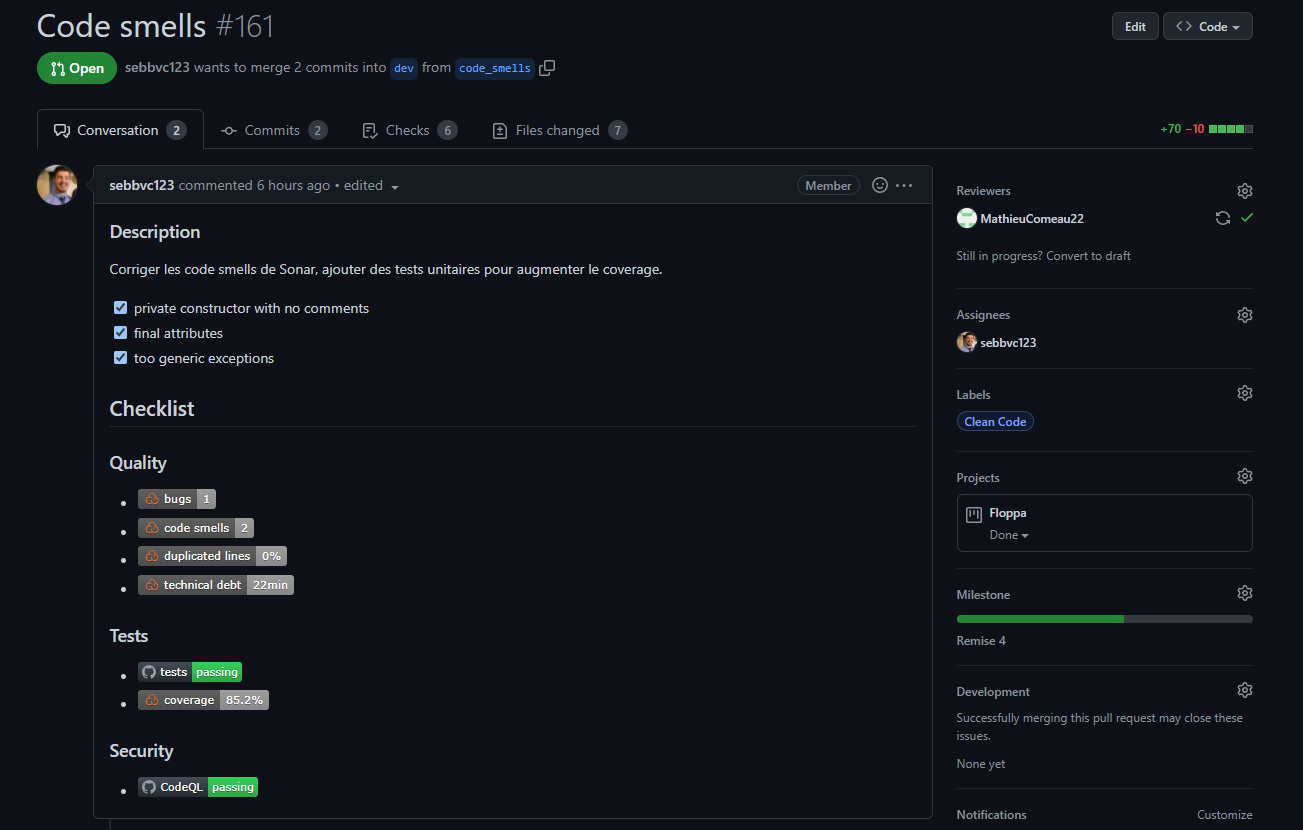 Code smells #161
Edit
Code
Open
sebbvc123 wants to merge 2 commits into dev from code_smells
Conversation 2
Commits 2
Checks 6
Files changed 7
+70 −10
sebbvc123 commented 6 hours ago • edited
Member
Description
Corriger les code smells de Sonar, ajouter des tests unitaires pour augmenter le coverage.
private constructor with no comments
final attributes
too generic exceptions
Checklist
Quality
bugs 1
code smells 2
duplicated lines 0%
technical debt 22min
Tests
tests passing
coverage 85.2%
Security
CodeQL passing
Reviewers
MathieuComeau22
Still in progress? Convert to draft
Assignees
sebbvc123
Labels
Clean Code
Projects
Floppa
Done
Milestone
Remise 4
Development
Successfully merging this pull request may close these
issues.
None yet
Notifications
Customize